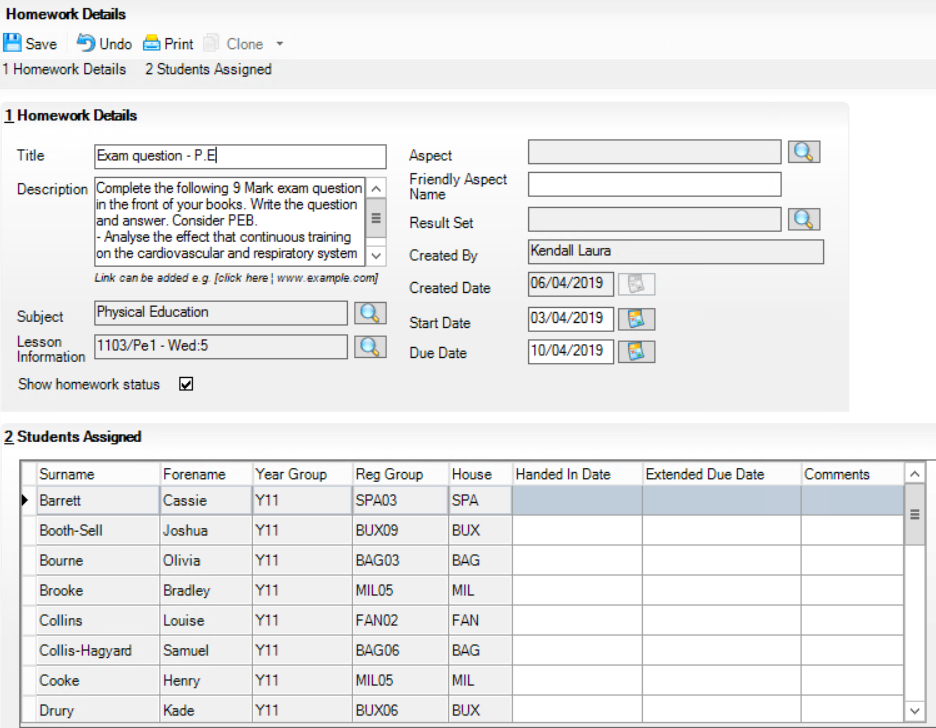 Homework Details
Save Undo Print Clone
1 Homework Details 2 Students Assigned
1 Homework Details
Title Exam question - P.E
Description Complete the following 9 Mark exam question
in the front of your books. Write the question
and answer. Consider PEB.
- Analyse the effect that continuous training
on the cardiovascular and respiratory system
Link can be added e.g. [click here ¦ www.example.com]
Subject Physical Education
Lesson
Information 1103/Pe1 - Wed:5
Show homework status
Aspect
Friendly Aspect
Name
Result Set
Created By Kendall Laura
Created Date 06/04/2019
Start Date 03/04/2019
Due Date 10/04/2019
2 Students Assigned
Surname Forename Year Group Reg Group House Handed In Date Extended Due Date Comments
Barrett Cassie Y11 SPA03 SPA
Booth-Sell Joshua Y11 BUX09 BUX
Bourne Olivia Y11 BAG03 BAG
Brooke Bradley Y11 MIL05 MIL
Collins Louise Y11 FAN02 FAN
Collis-Hagyard Samuel Y11 BAG06 BAG
Cooke Henry Y11 MIL05 MIL
Drury Kade Y11 BUX06 BUX